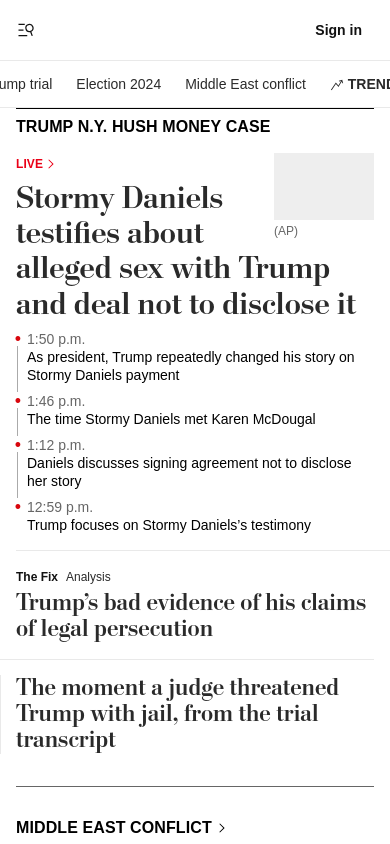 Sign in
ump trial Election 2024 Middle East conflict TREND
TRUMP N.Y. HUSH MONEY CASE
LIVE
Stormy Daniels
testifies about
alleged sex with Trump
and deal not to disclose it
(AP)
1:50 p.m.
As president, Trump repeatedly changed his story on
Stormy Daniels payment
1:46 p.m.
The time Stormy Daniels met Karen McDougal
1:12 p.m.
Daniels discusses signing agreement not to disclose
her story
12:59 p.m.
Trump focuses on Stormy Daniels’s testimony
The Fix Analysis
Trump’s bad evidence of his claims
of legal persecution
The moment a judge threatened
Trump with jail, from the trial
transcript
MIDDLE EAST CONFLICT